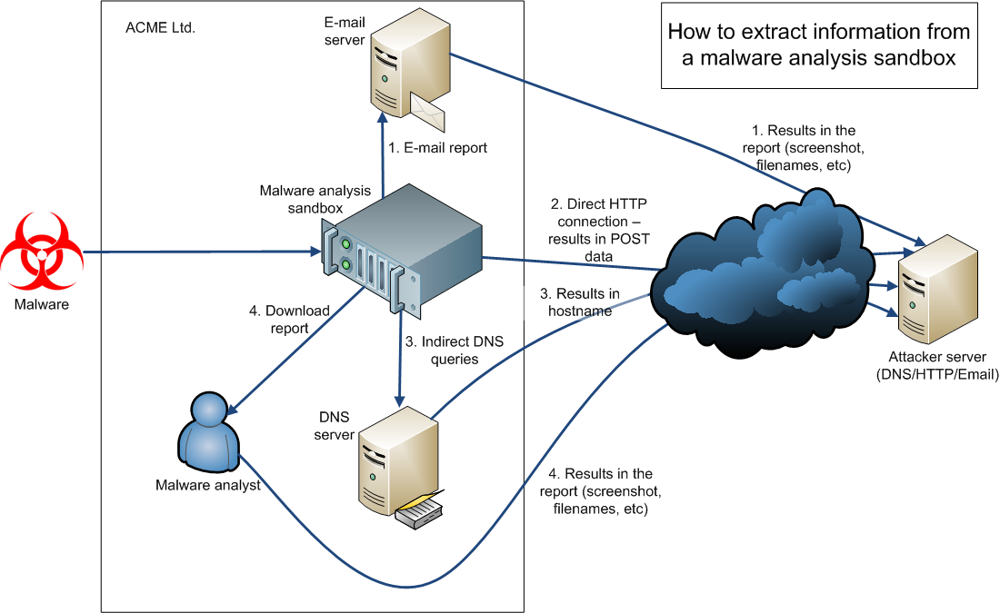 ACME Ltd.
E-mail
server
How to extract information from
a malware analysis sandbox
1. E-mail report
1. Results in the
report (screenshot,
filenames, etc)
Malware analysis
sandbox
2. Direct HTTP
connection –
results in POST
data
Malware
4. Download
report
3. Results in
hostname
3. Indirect DNS
queries
Attacker server
(DNS/HTTP/Email)
DNS
server
Malware analyst
4. Results in the
report (screenshot,
filenames, etc)